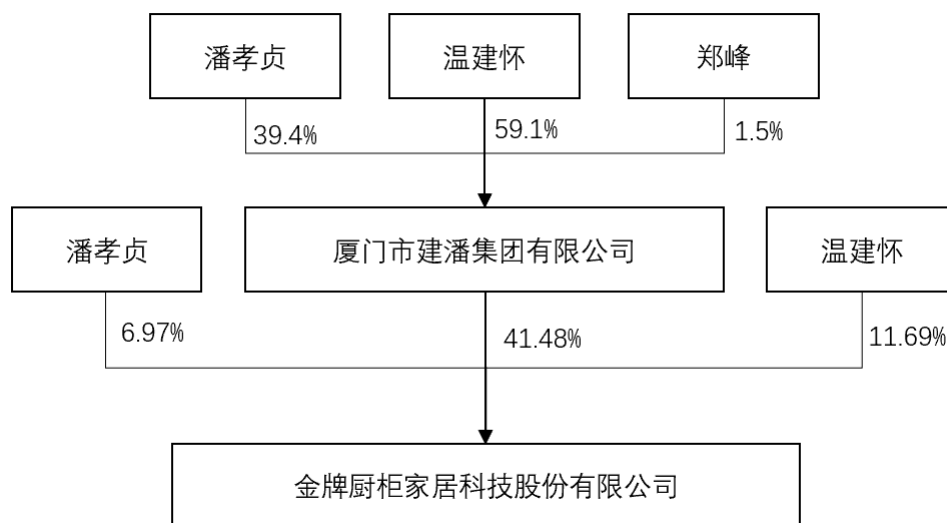 潘孝贞
温建怀
郑峰
39.4%
59.1%
1.5%
潘孝贞
厦门市建潘集团有限公司
温建怀
6.97%
41.48%
11.69%
金牌厨柜家居科技股份有限公司